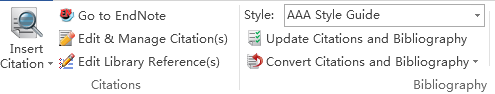 Insert
Citation
Go to EndNote
Edit & Manage Citation(s)
Edit Library Reference(s)
Citations
Style: AAA Style Guide
Update Citations and Bibliography
Convert Citations and Bibliography
Bibliography